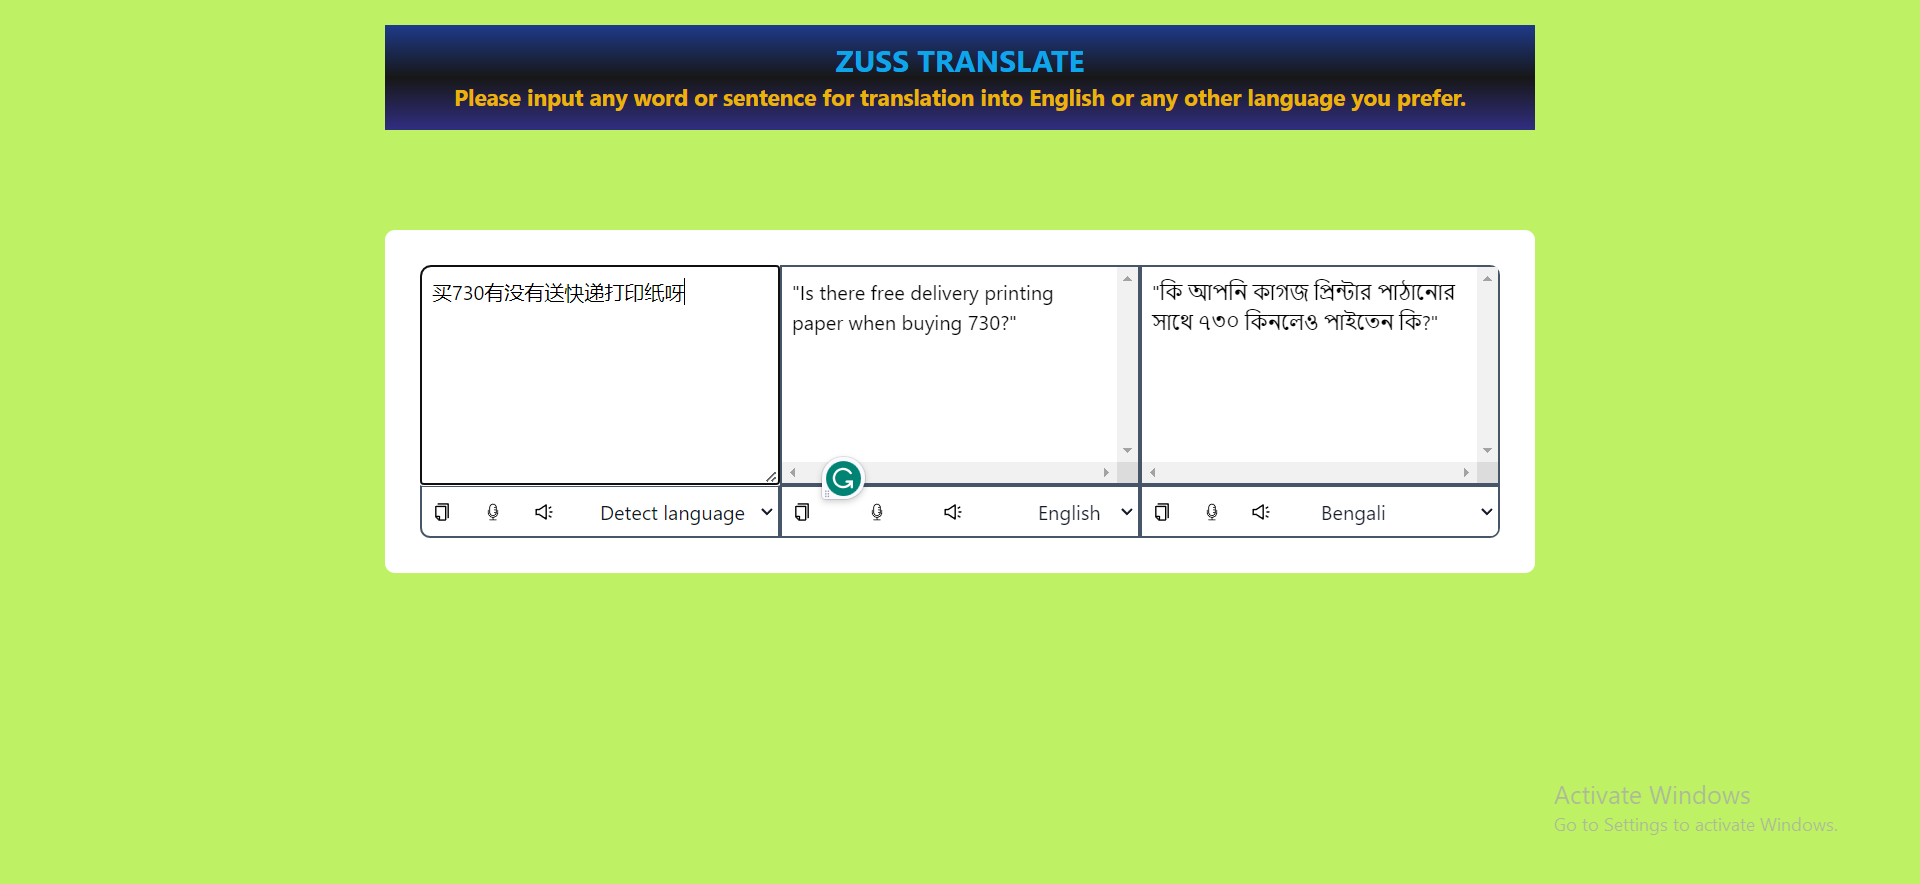 ZUSS TRANSLATE
Please input any word or sentence for translation into English or any other language you prefer.
买730有没有送快递打印纸呀
"Is there free delivery printing
paper when buying 730?"
"কি আপনি কাগজ প্রিন্টার পাঠানোর
সাথে ৭৩০ কিনলেও পাইতেন কি?"
Detect language
English
Bengali
Activate Windows
Go to Settings to activate Windows.